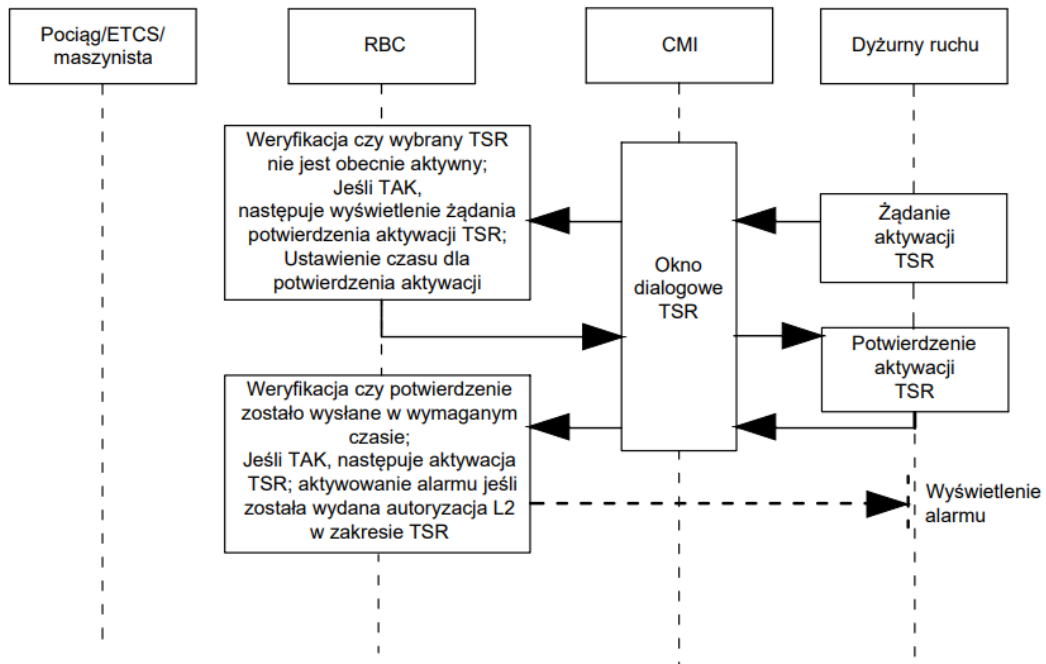 Pociąg/ETCS/
maszynista
RBC
CMI
Dyżurny ruchu
Weryfikacja czy wybrany TSR
nie jest obecnie aktywny;
Jeśli TAK,
następuje wyświetlenie żądania
potwierdzenia aktywacji TSR;
Ustawienie czasu dla
potwierdzenia aktywacji
Okno
dialogowe
TSR
Żądanie
aktywacji
TSR
Potwierdzenie
aktywacji
TSR
Weryfikacja czy potwierdzenie
zostało wysłane w wymaganym
czasie;
Jeśli TAK, następuje aktywacja
TSR; aktywowanie alarmu jeśli
została wydana autoryzacja L2
w zakresie TSR
Wyświetlenie
alarmu